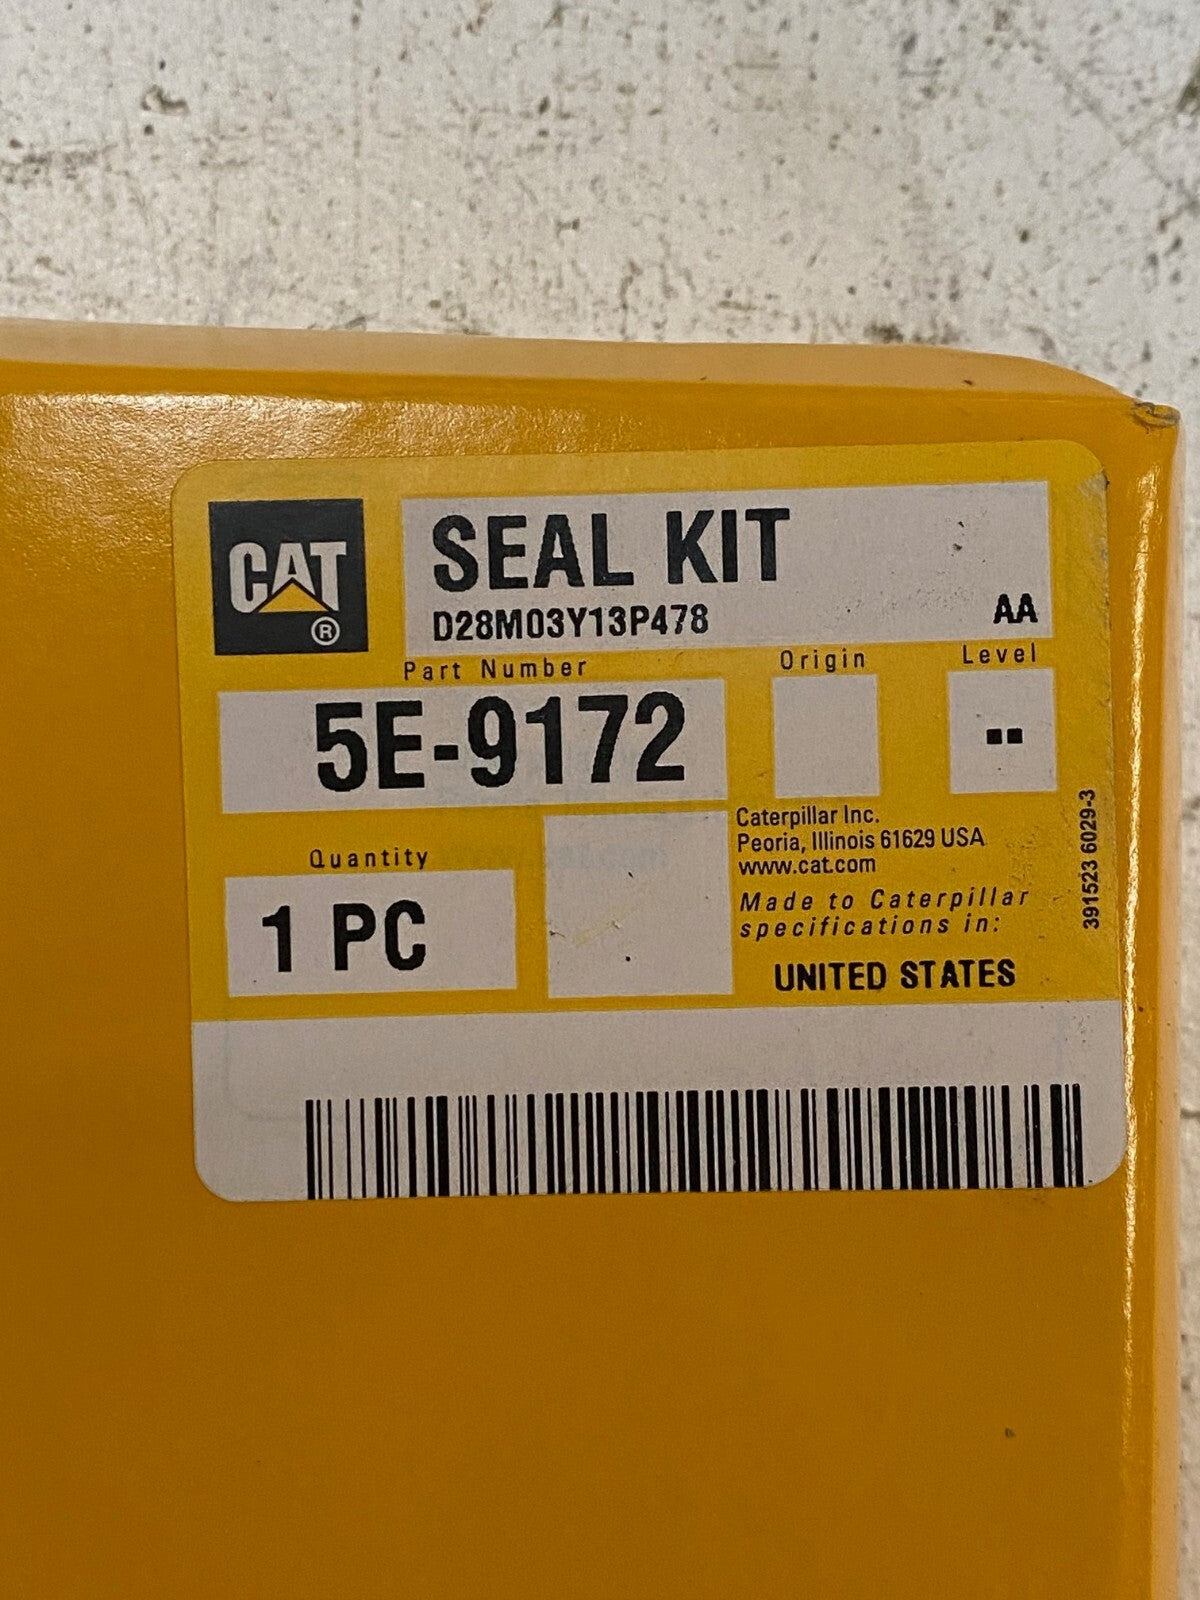 CAT
®
SEAL KIT
D28M03Y13P478
AA
Part Number
Origin
Level
5E-9172
--
Quantity
1 PC
Caterpillar Inc.
Peoria, Illinois 61629 USA
www.cat.com
Made to Caterpillar
specifications in:
UNITED STATES
391523 6029-3